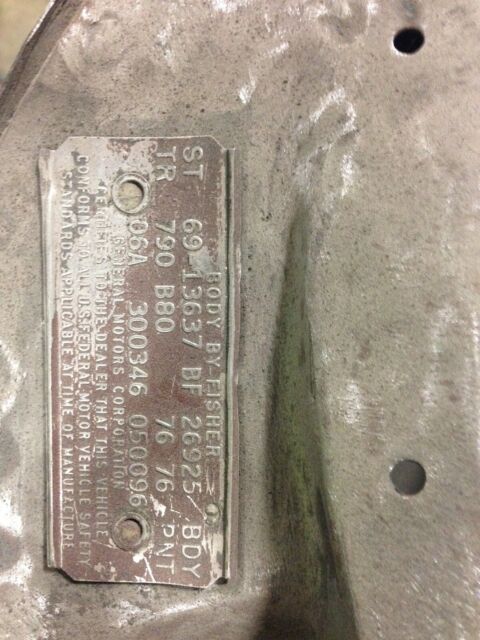 BODY BY FISHER
ST 69 13637 BF 26925 BDY
TR 790 B80 76 76 PNT
06A 300346 050096
GENERAL MOTORS CORPORATION
CERTIFIES TO THE DEALER THAT THIS VEHICLE
CONFORMS TO ALL U.S. FEDERAL MOTOR VEHICLE SAFETY
STANDARDS APPLICABLE AT TIME OF MANUFACTURE